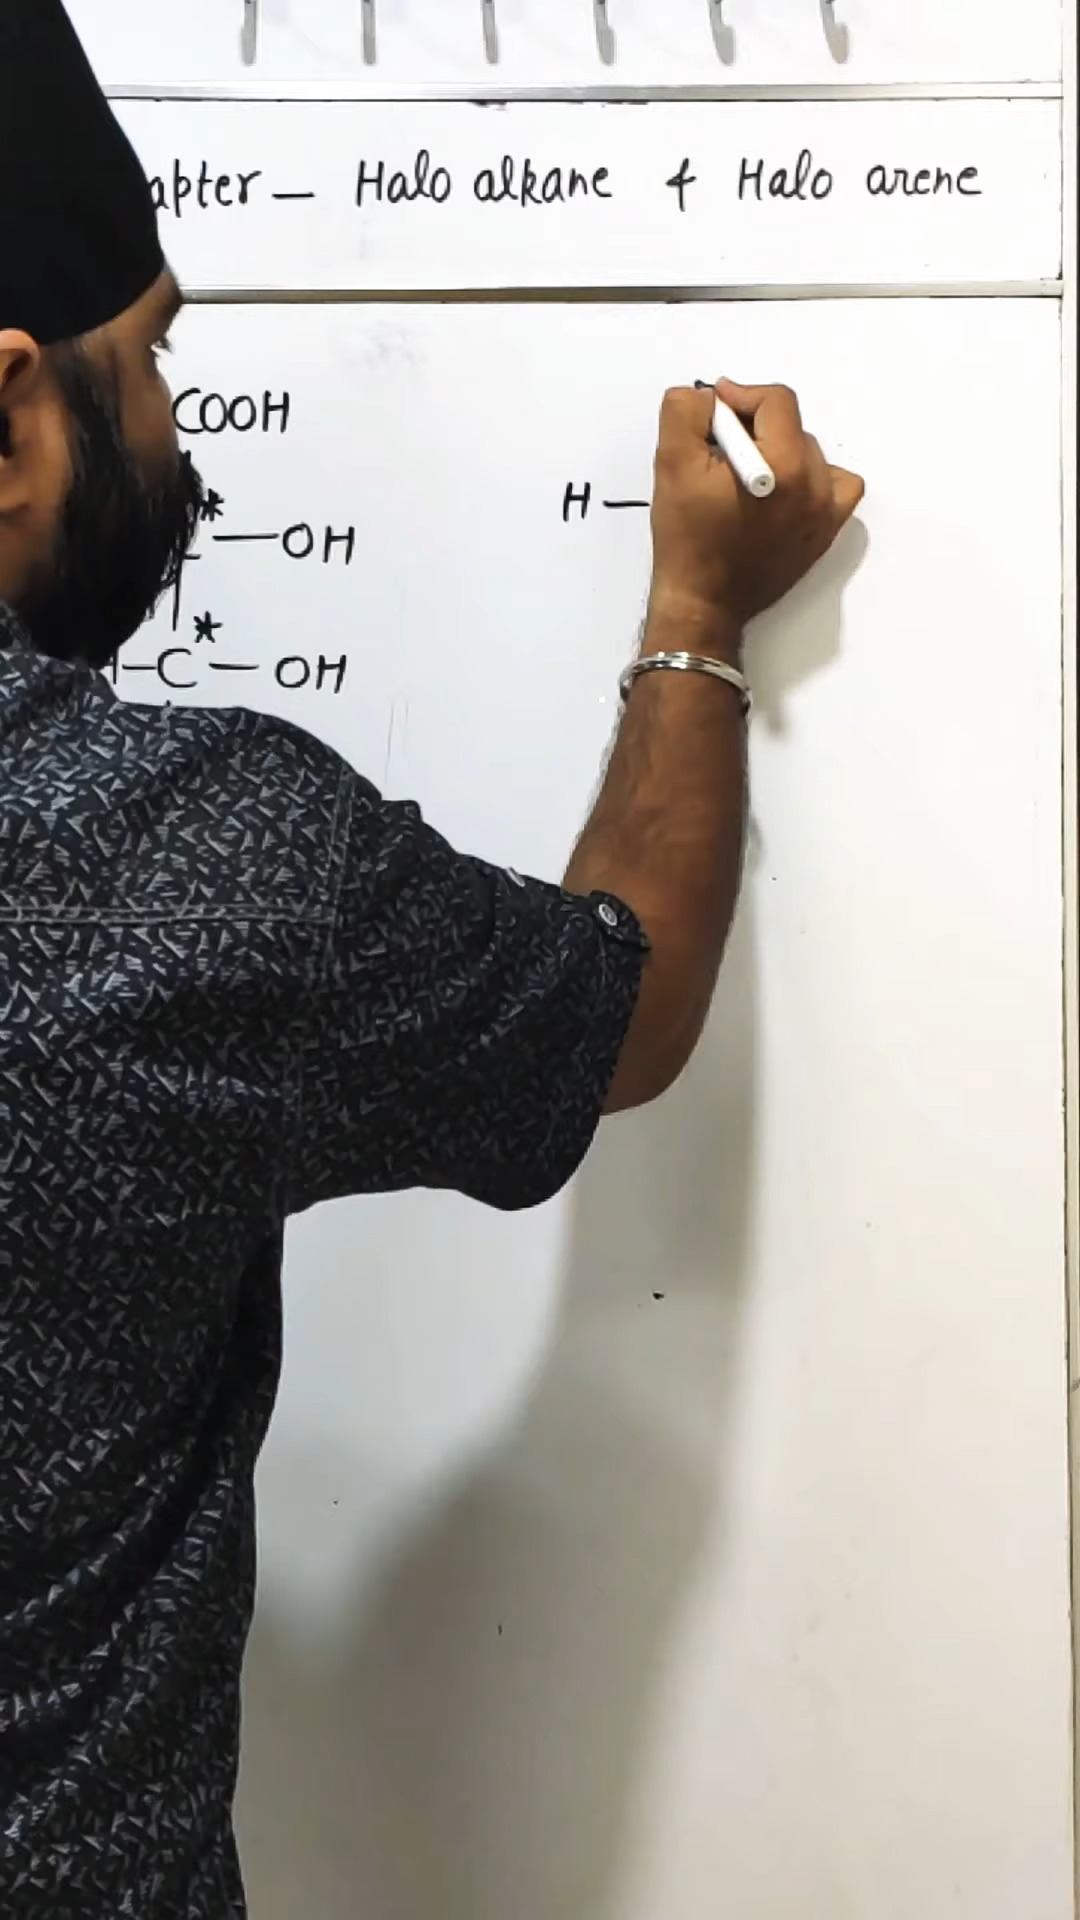 apter — Halo alkane & Halo arene
COOH
* —OH
*
—C— OH
H —